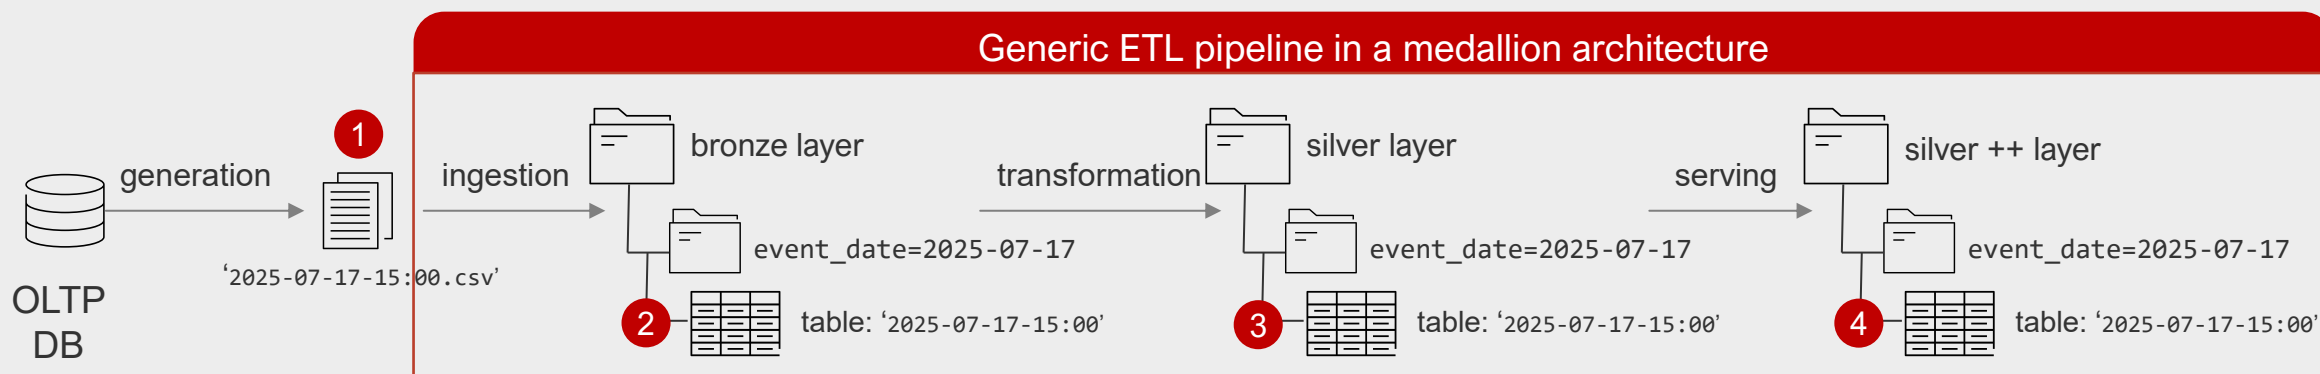 Generic ETL pipeline in a medallion architecture
1
generation
ingestion
bronze layer
transformation
silver layer
serving
silver ++ layer
event_date=2025-07-17
event_date=2025-07-17
event_date=2025-07-17
‘2025-07-17-15:00.csv’
OLTP
DB
2
table: ‘2025-07-17-15:00’
3
table: ‘2025-07-17-15:00’
4
table: ‘2025-07-17-15:00’